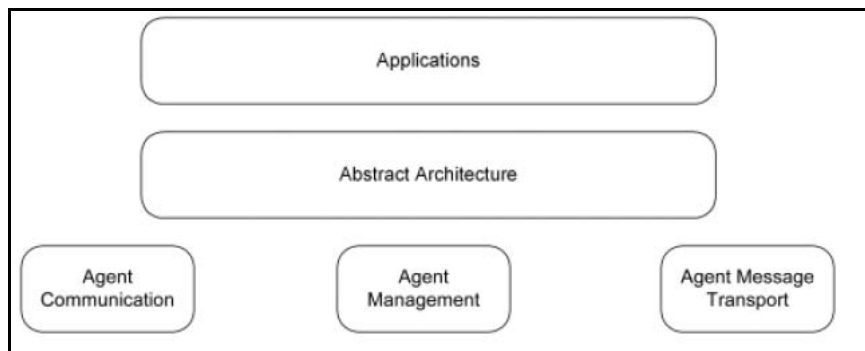 Applications
Abstract Architecture
Agent
Communication
Agent
Management
Agent Message
Transport